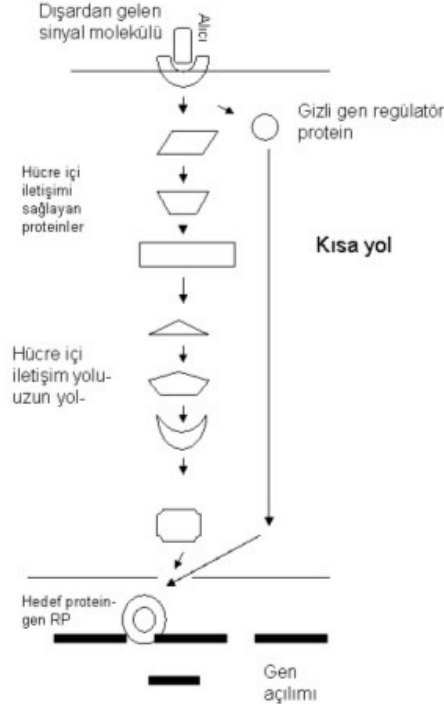 Dışardan gelen
sinyal molekülü
Alıcı
Gizli gen regülatör
protein
Hücre içi
iletişimi
sağlayan
proteinler
Kısa yol
Hücre içi
iletişim yolu-
uzun yol-
Hedef protein-
gen RP
Gen
açılımı